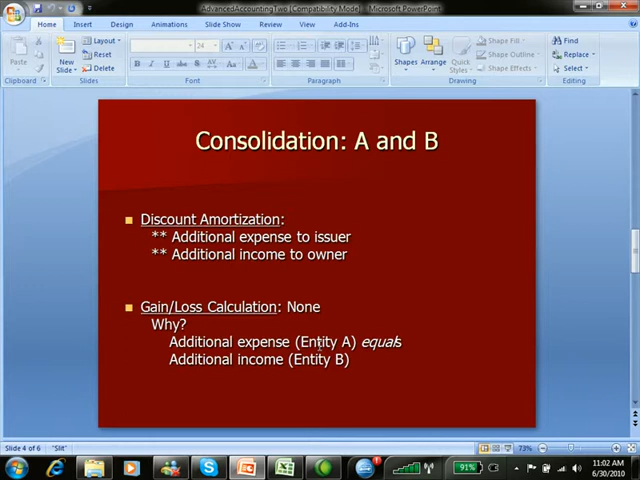 AdvancedAccountingTwo [Compatibility Mode] - Microsoft PowerPoint
Home Insert Design Animations Slide Show Review View Add-Ins
Paste
New Slide
Layout
Reset
Delete
Shapes Arrange Quick Styles
Shape Fill
Shape Outline
Shape Effects
Find
Replace
Select
Clipboard Slides Font Paragraph Drawing Editing
Consolidation: A and B
Discount Amortization:
** Additional expense to issuer
** Additional income to owner
Gain/Loss Calculation: None
Why?
Additional expense (Entity A) equals
Additional income (Entity B)
Slide 4 of 6 "Slit" 73%
91% 11:02 AM
6/30/2010